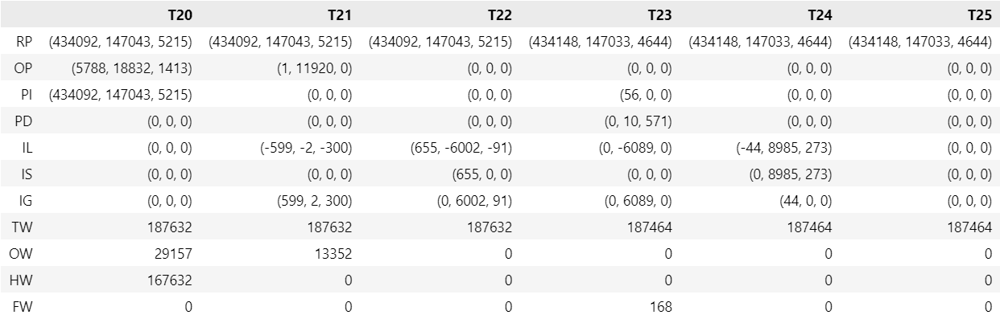 T20 T21 T22 T23 T24 T25
RP (434092, 147043, 5215) (434092, 147043, 5215) (434092, 147043, 5215) (434148, 147033, 4644) (434148, 147033, 4644) (434148, 147033, 4644)
OP (5788, 18832, 1413) (1, 11920, 0) (0, 0, 0) (0, 0, 0) (0, 0, 0) (0, 0, 0)
PI (434092, 147043, 5215) (0, 0, 0) (0, 0, 0) (56, 0, 0) (0, 0, 0) (0, 0, 0)
PD (0, 0, 0) (0, 0, 0) (0, 0, 0) (0, 10, 571) (0, 0, 0) (0, 0, 0)
IL (0, 0, 0) (-599, -2, -300) (655, -6002, -91) (0, -6089, 0) (-44, 8985, 273) (0, 0, 0)
IS (0, 0, 0) (0, 0, 0) (655, 0, 0) (0, 0, 0) (0, 8985, 273) (0, 0, 0)
IG (0, 0, 0) (599, 2, 300) (0, 6002, 91) (0, 6089, 0) (44, 0, 0) (0, 0, 0)
TW 187632 187632 187632 187464 187464 187464
OW 29157 13352 0 0 0 0
HW 167632 0 0 0 0 0
FW 0 0 0 168 0 0